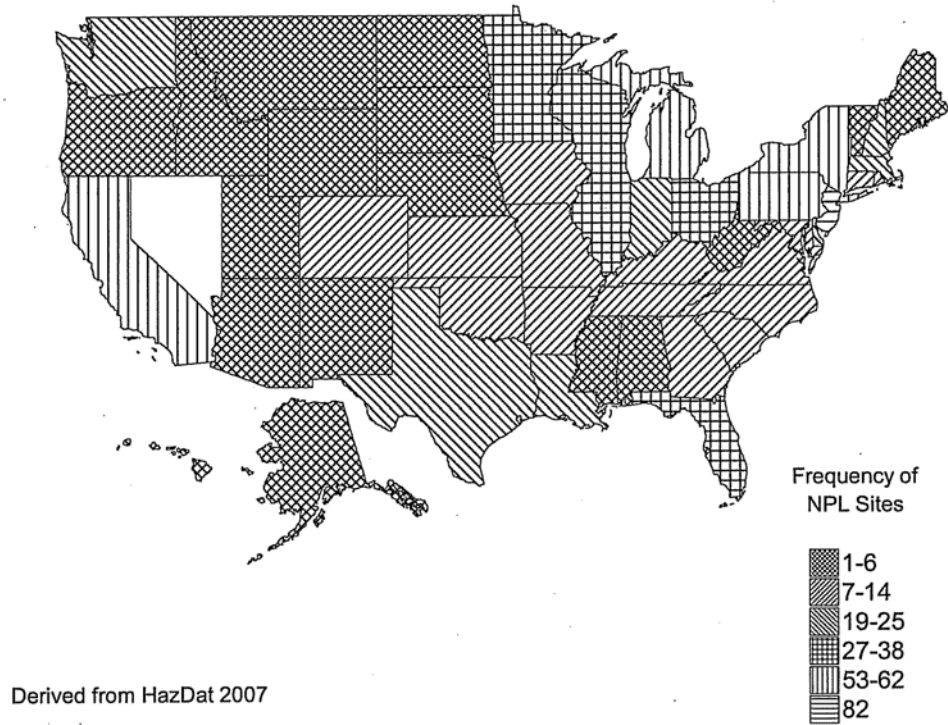 Frequency of
NPL Sites
1-6
7-14
19-25
27-38
53-62
82
Derived from HazDat 2007